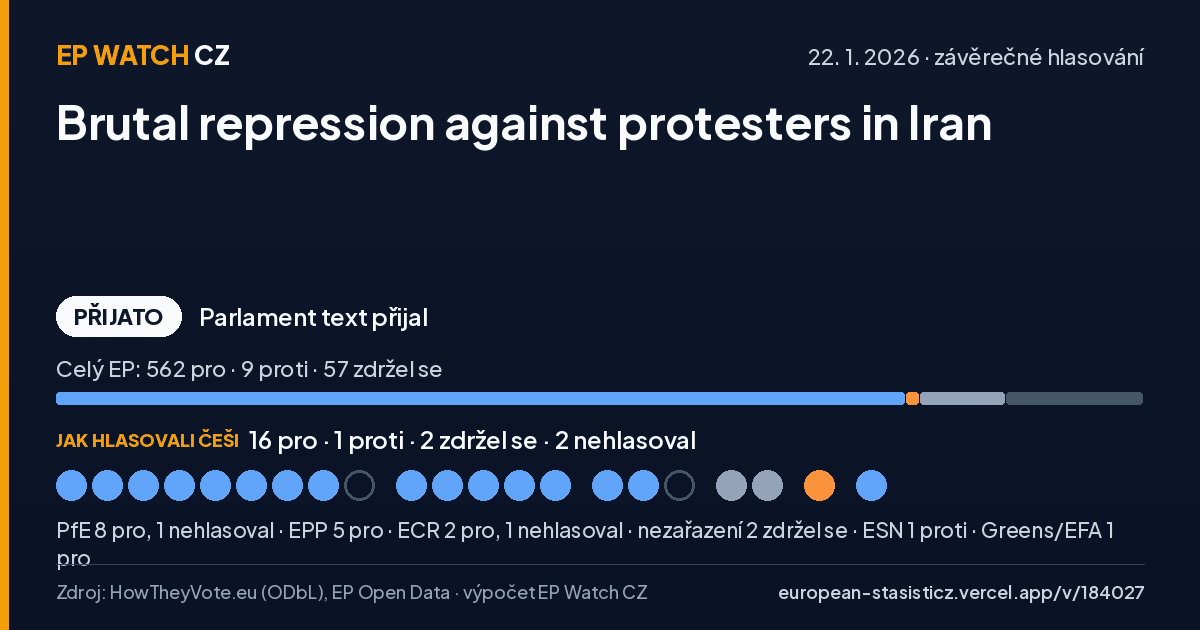 EP WATCH CZ
22. 1. 2026 · závěrečné hlasování
Brutal repression against protesters in Iran
PŘIJATO Parlament text přijal
Celý EP: 562 pro · 9 proti · 57 zdržel se
JAK HLASOVALI ČEŠI 16 pro · 1 proti · 2 zdržel se · 2 nehlasoval
PfE 8 pro, 1 nehlasoval · EPP 5 pro · ECR 2 pro, 1 nehlasoval · nezařazení 2 zdržel se · ESN 1 proti · Greens/EFA 1
pro
Zdroj: HowTheyVote.eu (ODbL), EP Open Data · výpočet EP Watch CZ
european-stasisticz.vercel.app/v/184027